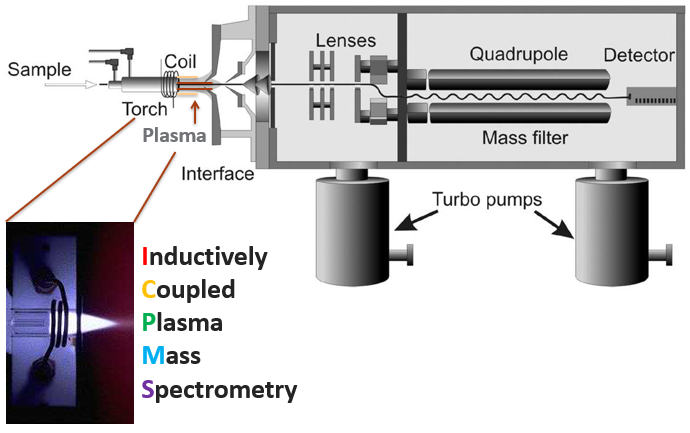 Sample
Coil
Torch
Plasma
Interface
Lenses
Quadrupole
Mass filter
Detector
Turbo pumps
Inductively
Coupled
Plasma
Mass
Spectrometry